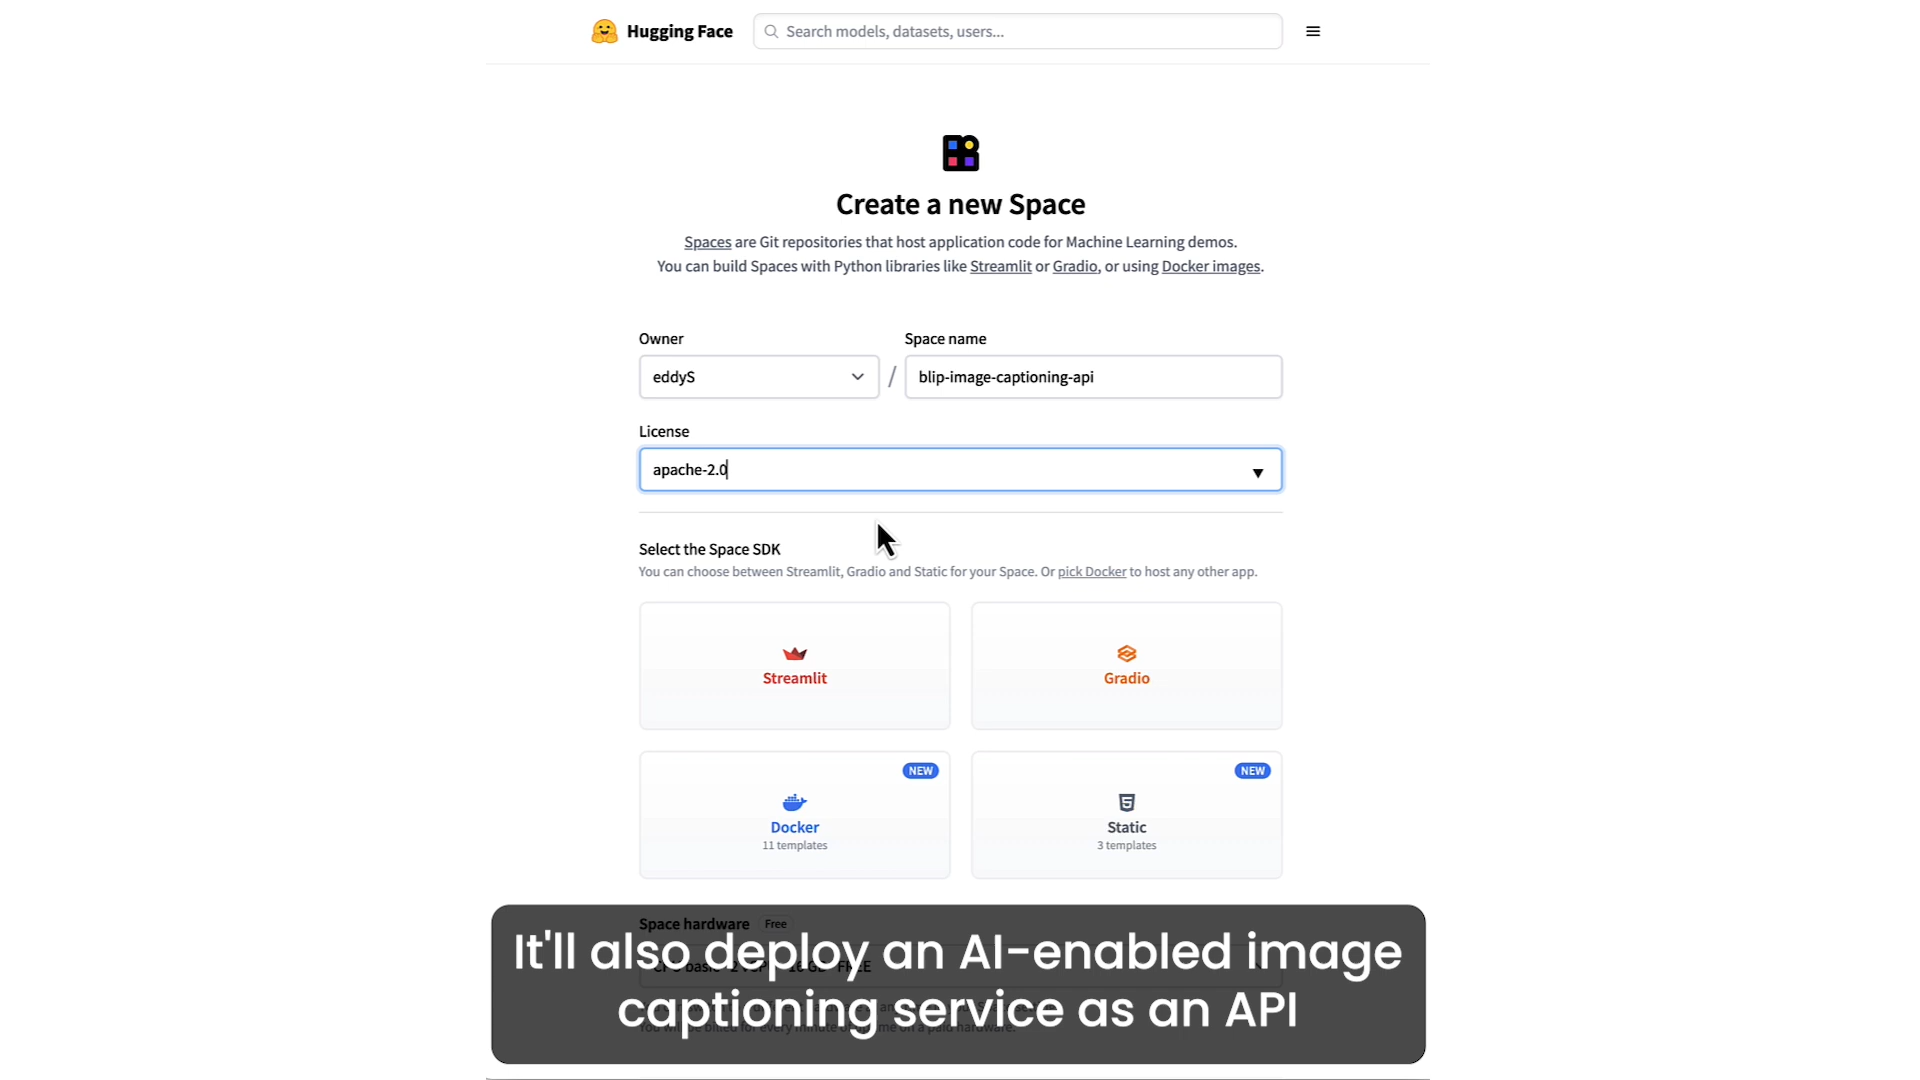 Hugging Face
Search models, datasets, users...
Create a new Space
Spaces are Git repositories that host application code for Machine Learning demos.
You can build Spaces with Python libraries like Streamlit or Gradio, or using Docker images.
Owner
Space name
eddyS
/
blip-image-captioning-api
License
apache-2.0
Select the Space SDK
You can choose between Streamlit, Gradio and Static for your Space. Or pick Docker to host any other app.
Streamlit
Gradio
NEW
NEW
Docker
11 templates
Static
3 templates
Space hardware Free
It'll also deploy an AI-enabled image
captioning service as an API